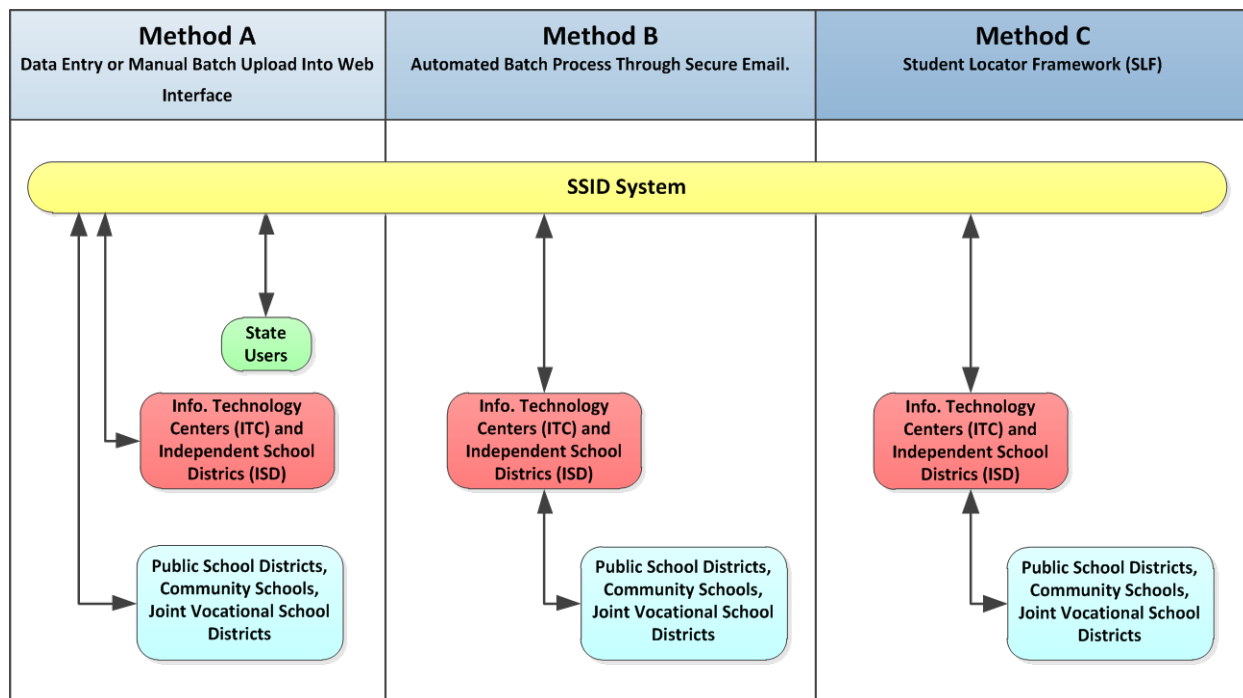 Method A
Data Entry or Manual Batch Upload Into Web
Interface
Method B
Automated Batch Process Through Secure Email.
Method C
Student Locator Framework (SLF)
SSID System
State
Users
Info. Technology
Centers (ITC) and
Independent School
Districs (ISD)
Public School Districts,
Community Schools,
Joint Vocational School
Districts
Info. Technology
Centers (ITC) and
Independent School
Districs (ISD)
Public School Districts,
Community Schools,
Joint Vocational School
Districts
Info. Technology
Centers (ITC) and
Independent School
Districs (ISD)
Public School Districts,
Community Schools,
Joint Vocational School
Districts